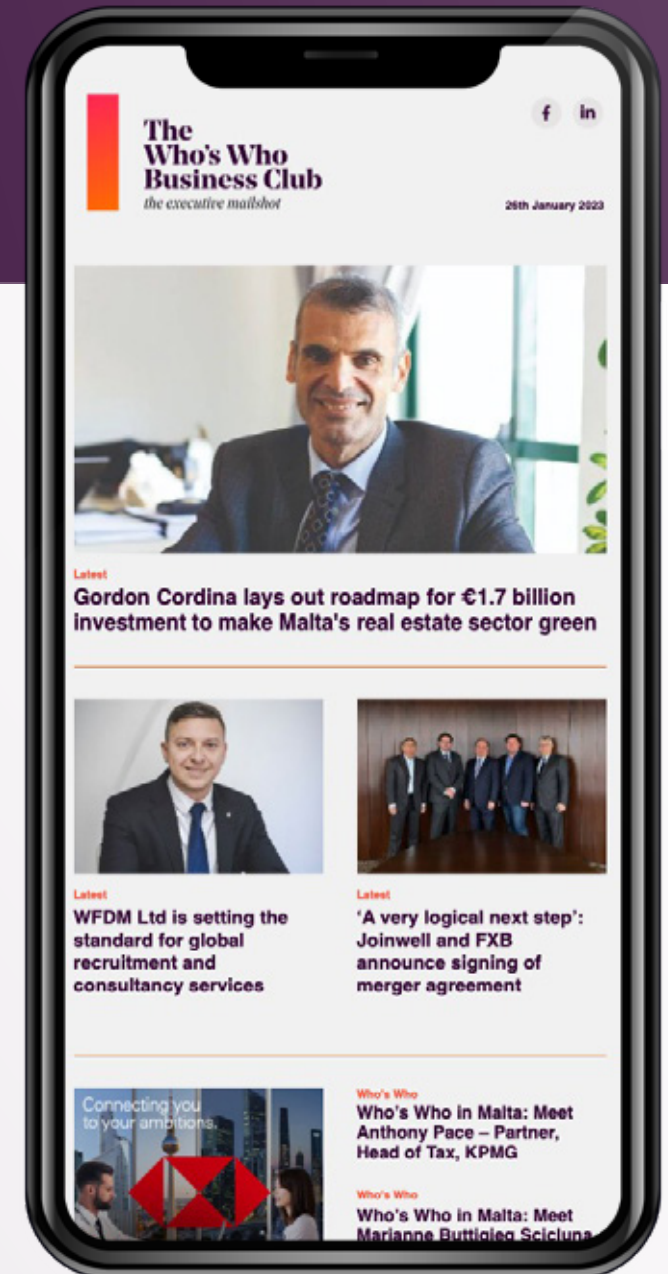 The
Who's Who
Business Club
the executive mailshot
f in
26th January 2023
Latest
Gordon Cordina lays out roadmap for €1.7 billion
investment to make Malta's real estate sector green
Latest
WFDM Ltd is setting the
standard for global
recruitment and
consultancy services
Latest
‘A very logical next step’:
Joinwell and FXB
announce signing of
merger agreement
Connecting you
to your ambitions.
Who's Who
Who's Who in Malta: Meet
Anthony Pace – Partner,
Head of Tax, KPMG
Who's Who
Who's Who in Malta: Meet
Marianne Buttigieg Scicluna